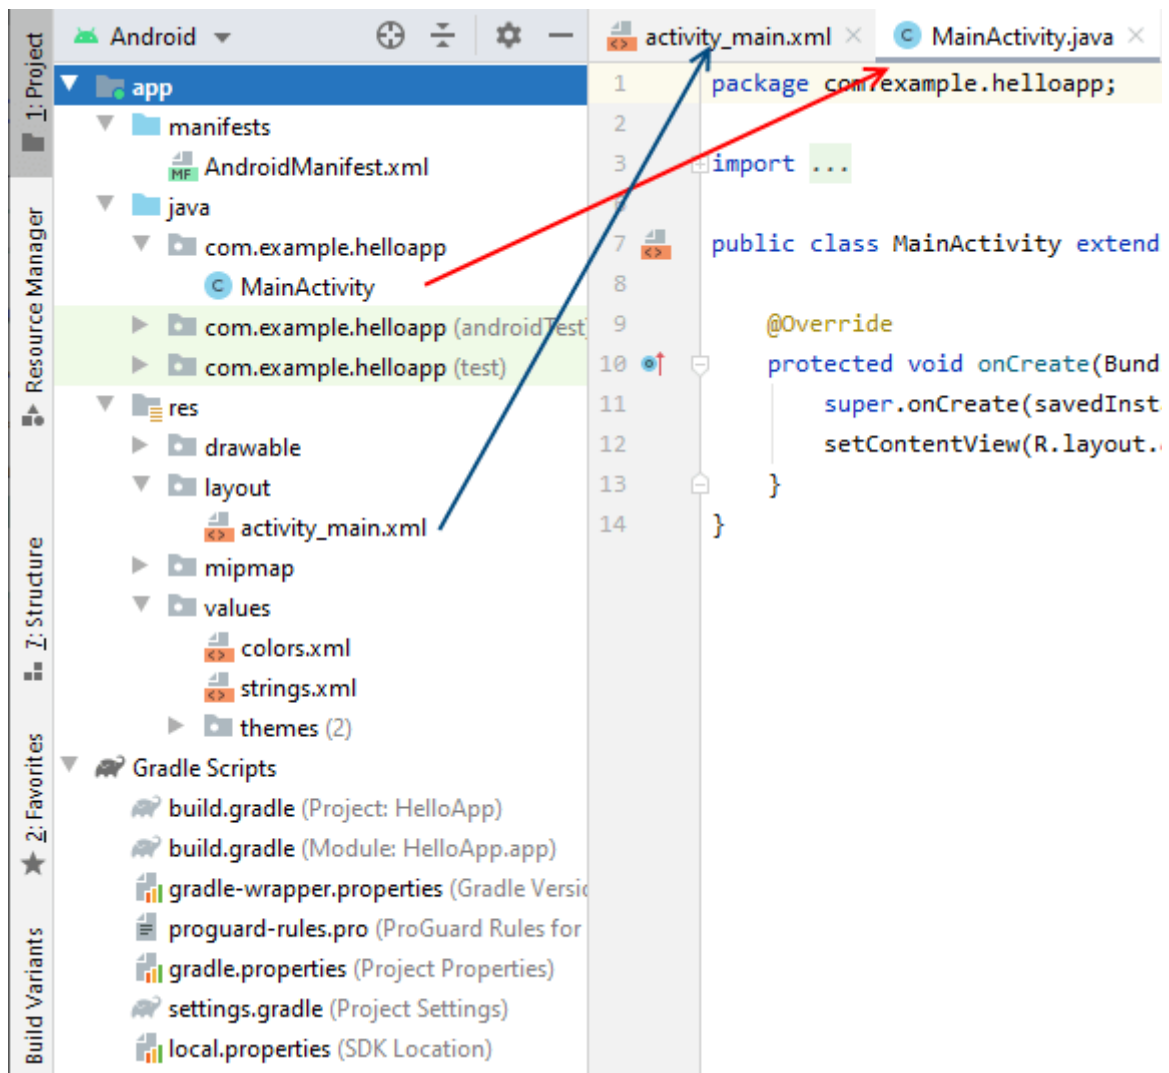 1: Project
Resource Manager
7: Structure
2: Favorites
Build Variants
Android
app
manifests
AndroidManifest.xml
java
com.example.helloapp
MainActivity
com.example.helloapp (androidTest
com.example.helloapp (test)
res
drawable
layout
activity_main.xml
mipmap
values
colors.xml
strings.xml
themes (2)
Gradle Scripts
build.gradle (Project: HelloApp)
build.gradle (Module: HelloApp.app)
gradle-wrapper.properties (Gradle Versio
proguard-rules.pro (ProGuard Rules for
gradle.properties (Project Properties)
settings.gradle (Project Settings)
local.properties (SDK Location)
activity_main.xml MainActivity.java
1 package com.example.helloapp;
2
3 import ...
7 public class MainActivity extend
8
9 @Override
10 protected void onCreate(Bund
11 super.onCreate(savedInst
12 setContentView(R.layout.
13 }
14 }